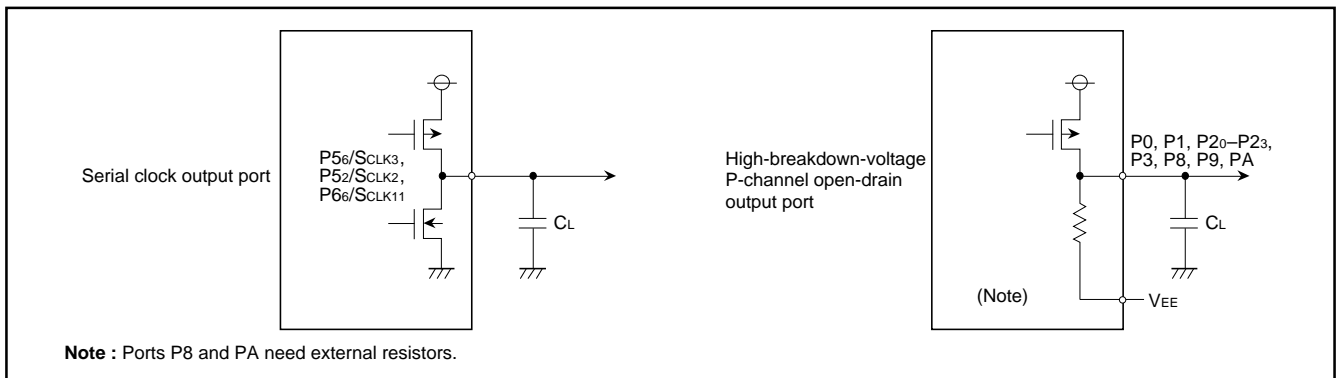 Serial clock output port
P56/SCLK3,
P52/SCLK2,
P66/SCLK11
CL
High-breakdown-voltage
P-channel open-drain
output port
P0, P1, P20–P23,
P3, P8, P9, PA
CL
(Note)
VEE
Note : Ports P8 and PA need external resistors.